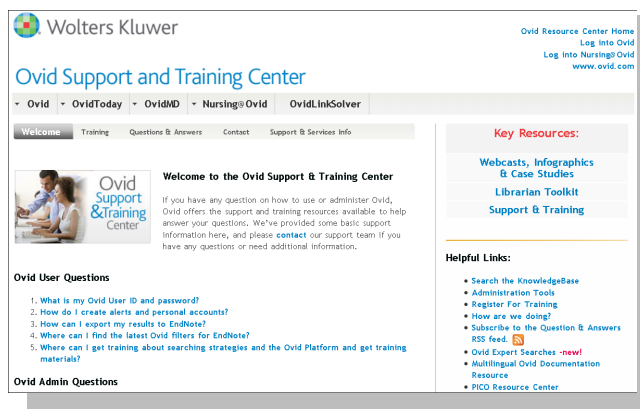 Wolters Kluwer
Ovid Resource Center Home
Log into Ovid
Log into Nursing@Ovid
www.ovid.com
Ovid Support and Training Center
Ovid OvidToday OvidMD Nursing@Ovid OvidLinkSolver
Welcome Training Questions & Answers Contact Support & Services Info
Ovid
Support
&Training
Center
Welcome to the Ovid Support & Training Center
If you have any question on how to use or administer Ovid,
Ovid offers the support and training resources available to help
answer your questions. We've provided some basic support
information here, and please contact our support team if you
have any questions or need additional information.
Ovid User Questions
1. What is my Ovid User ID and password?
2. How do I create alerts and personal accounts?
3. How can I export my results to EndNote?
4. Where can I find the latest Ovid filters for EndNote?
5. Where can I get training about searching strategies and the Ovid Platform and get training
materials?
Ovid Admin Questions
Key Resources:
Webcasts, Infographics
& Case Studies
Librarian Toolkit
Support & Training
Helpful Links:
Search the KnowledgeBase
Administration Tools
Register For Training
How are we doing?
Subscribe to the Question & Answers
RSS feed.
Ovid Expert Searches -new!
Multilingual Ovid Documentation
Resource
PICO Resource Center